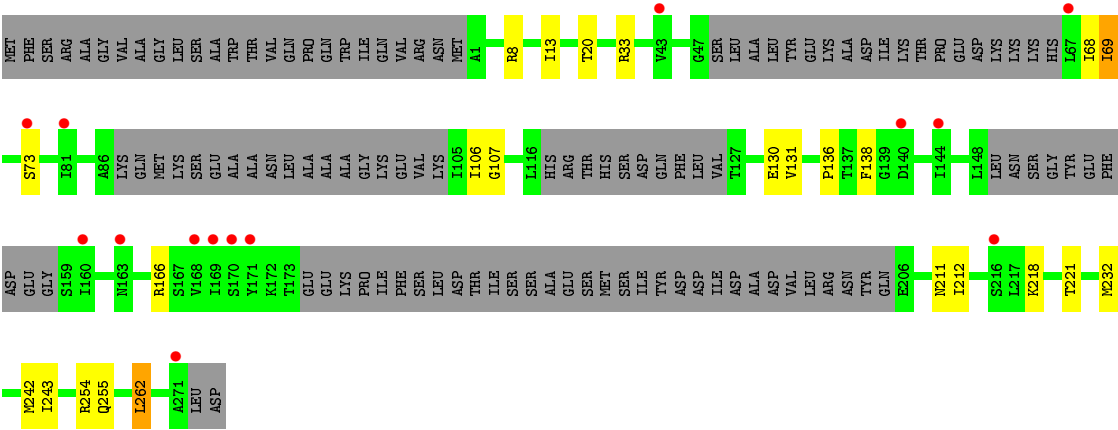 MET PHE SER ARG ALA GLY VAL ALA GLY LEU SER ALA TRP THR VAL GLN PRO GLN TRP ILE GLN VAL ARG ASN MET A1 R8 I13 T20 R33 V43 G47 SER LEU ALA LEU TYR GLU LYS ALA ASP ILE LYS THR PRO GLU ASP LYS LYS LYS HIS L67 I68 I69
S73 I81 A86 LYS GLN MET LYS SER GLU ALA ALA ASN LEU ALA ALA ALA GLY LYS GLU VAL LYS I105 I106 G107 L116 HIS ARG THR HIS SER ASP GLN PHE LEU VAL T127 E130 V131 P136 T137 F138 G139 D140 I144 L148 LEU ASN SER GLY TYR GLU PHE
ASP GLU GLY S159 I160 N163 R166 S167 V168 I169 S170 Y171 K172 T173 GLU GLU LYS PRO ILE PHE SER LEU ASP THR ILE SER SER ALA GLU SER MET SER ILE TYR ASP ASP ILE ASP ALA ASP VAL LEU ARG ASN TYR GLN E206 N211 I212 S216 L217 K218 T221 M232
M242 I243 R254 Q255 L262 A271 LEU ASP